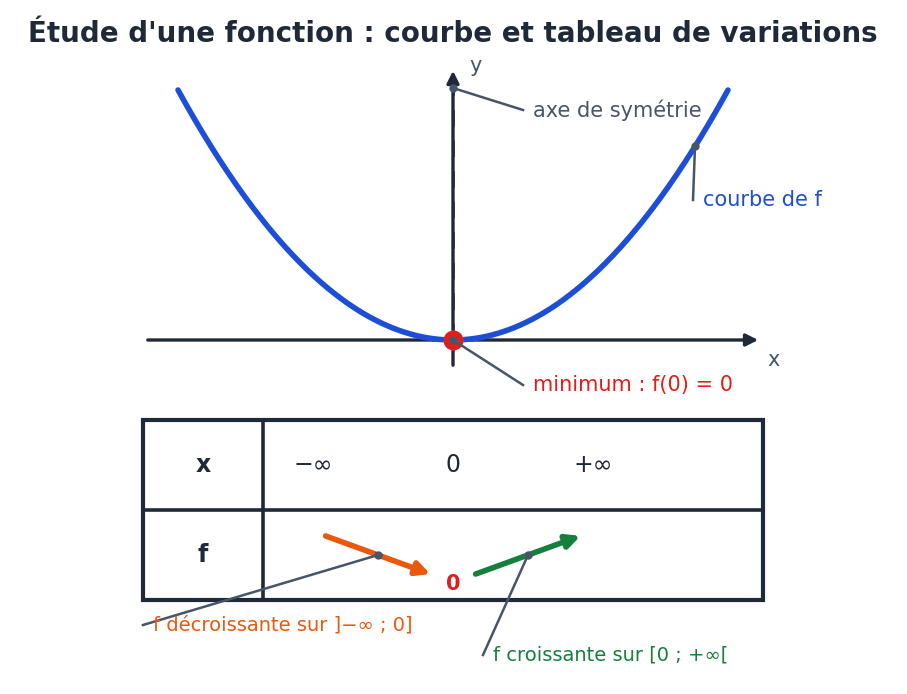 Étude d'une fonction : courbe et tableau de variations
y
axe de symétrie
courbe de f
x
minimum : f(0) = 0
x −∞ 0 +∞
f
0
f décroissante sur ]−∞ ; 0]
f croissante sur [0 ; +∞[